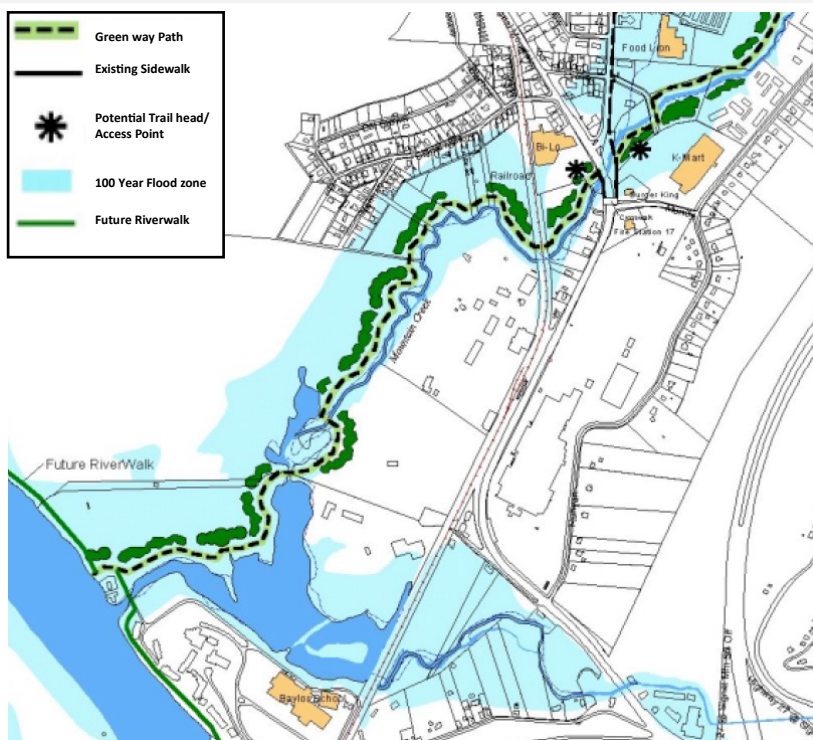 Green way Path
Existing Sidewalk
Potential Trail head/
Access Point
100 Year Flood zone
Future Riverwalk
Food Lion
Bi-Lo
K-Mart
Railroad
Burger King
Fire Station 17
Mountain Creek
Future RiverWalk
Baylor School